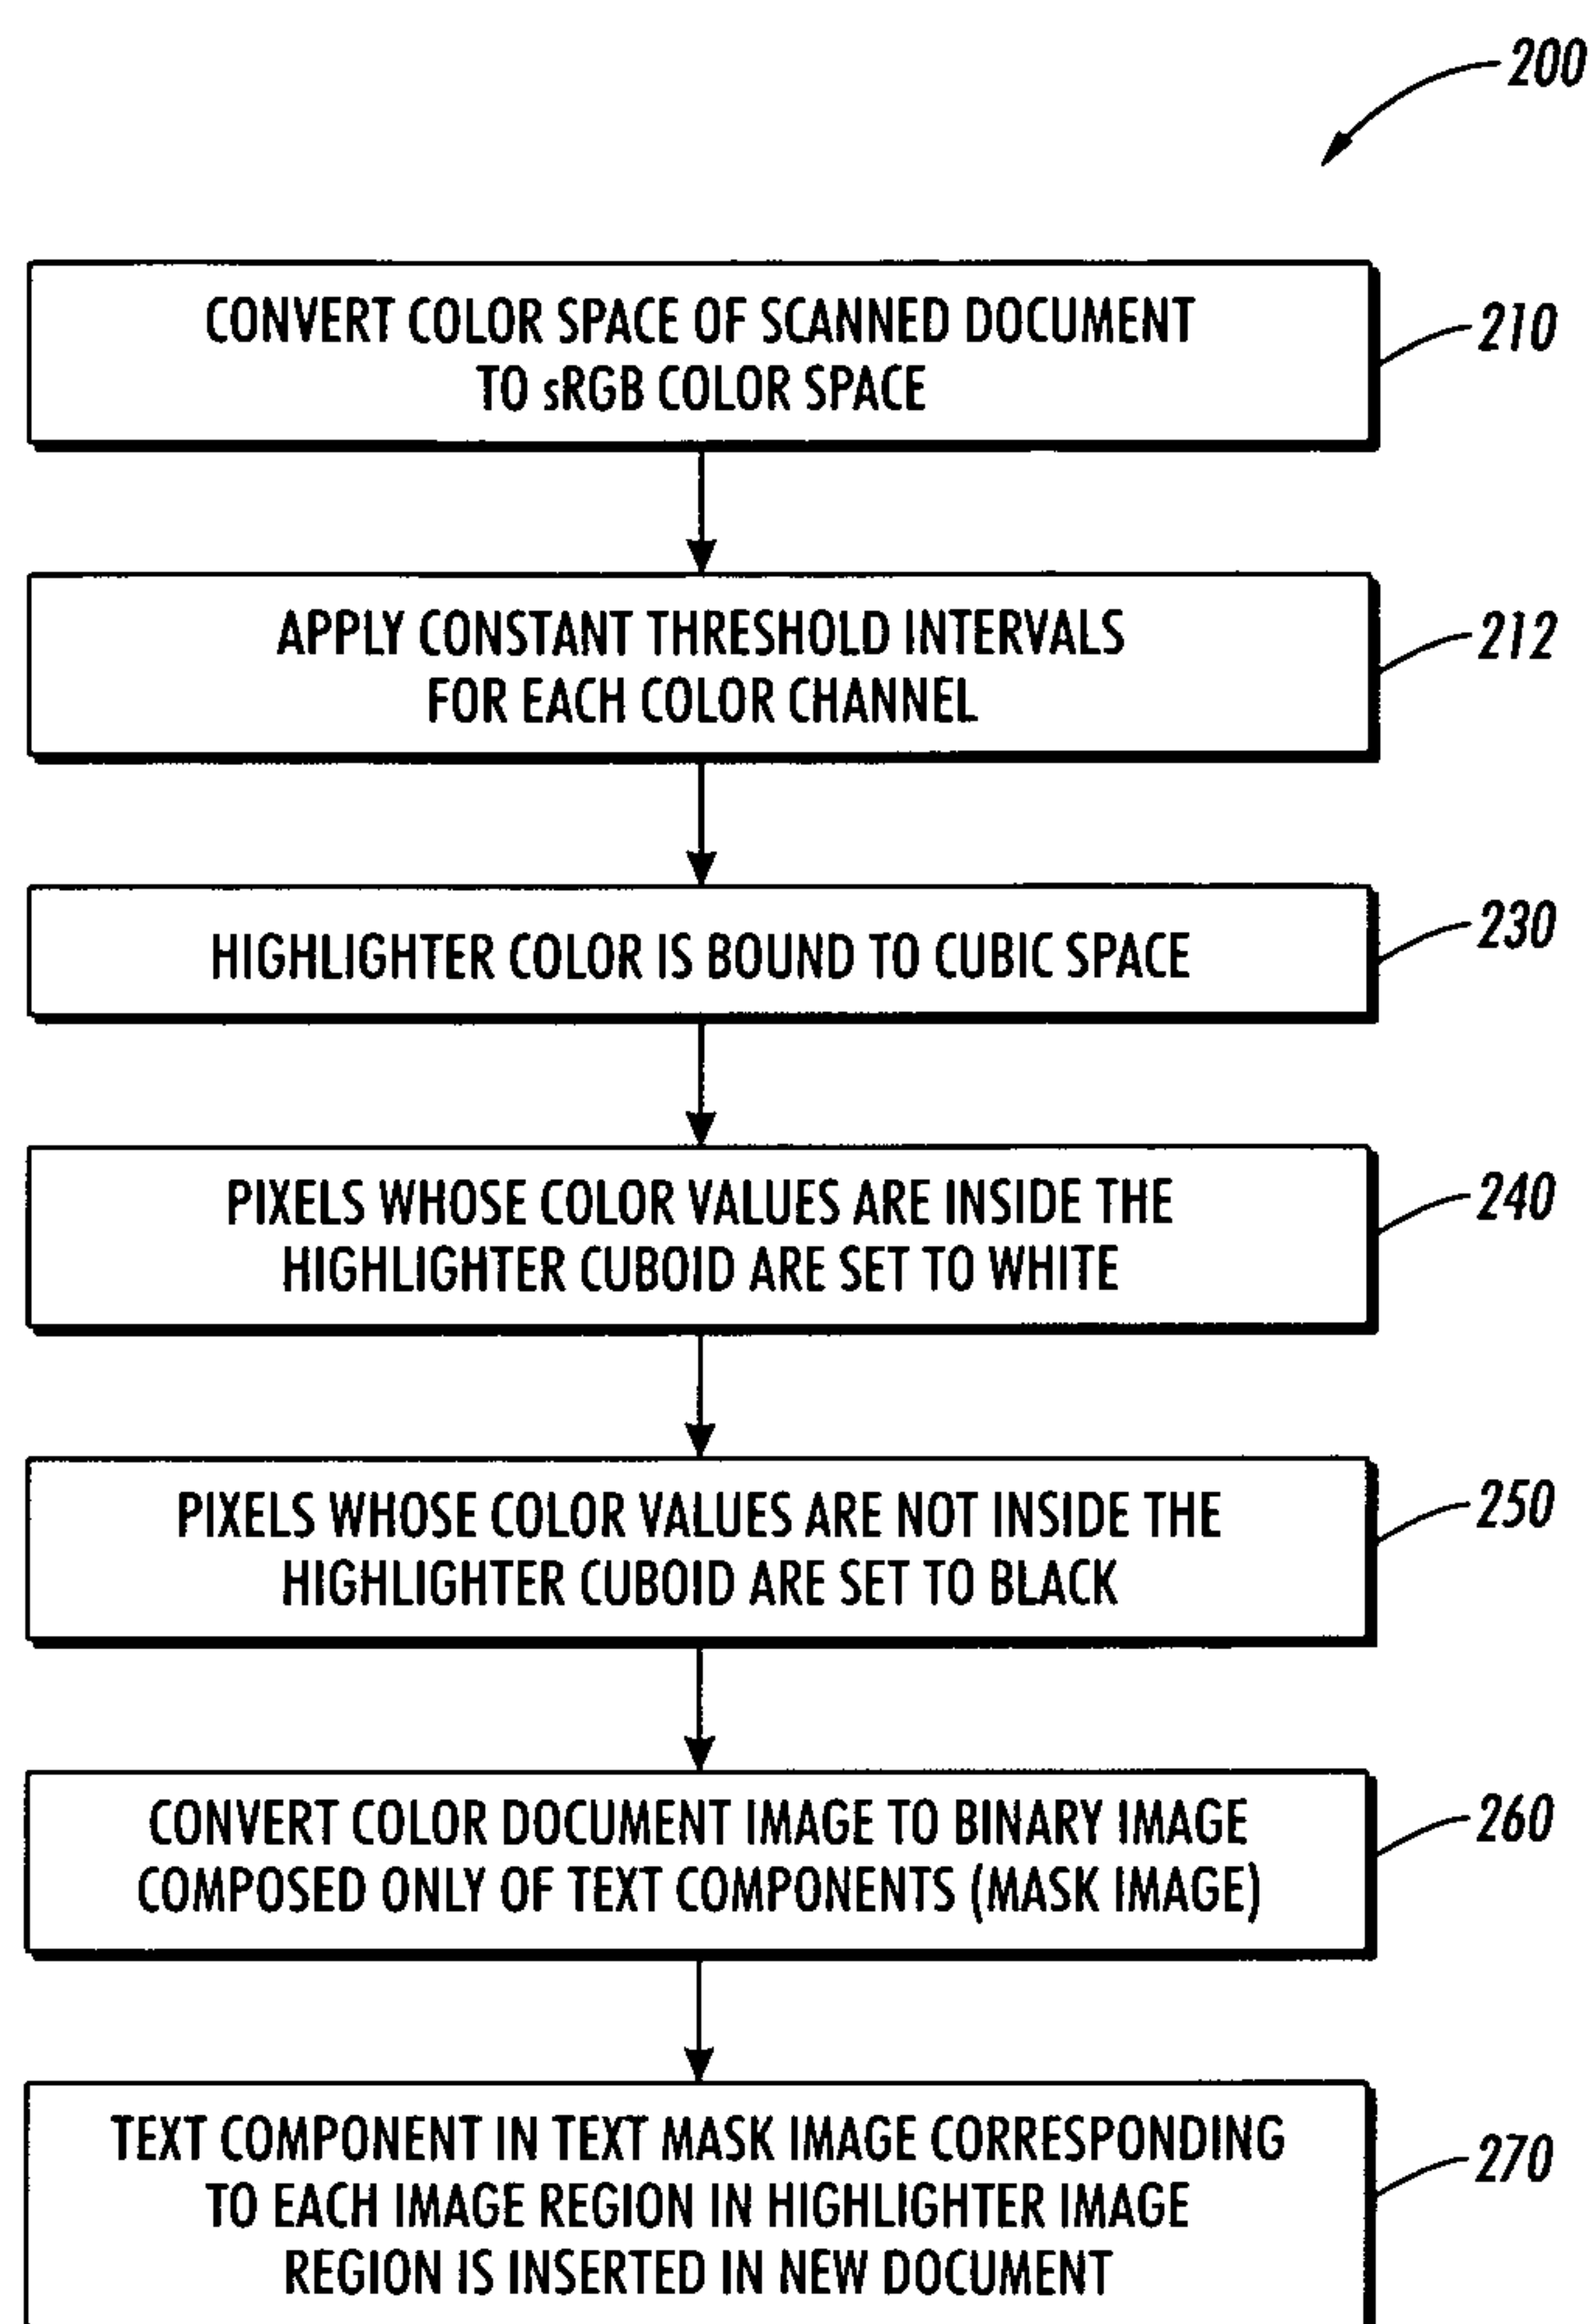 200
CONVERT COLOR SPACE OF SCANNED DOCUMENT
TO sRGB COLOR SPACE
210
APPLY CONSTANT THRESHOLD INTERVALS
FOR EACH COLOR CHANNEL
212
HIGHLIGHTER COLOR IS BOUND TO CUBIC SPACE
230
PIXELS WHOSE COLOR VALUES ARE INSIDE THE
HIGHLIGHTER CUBOID ARE SET TO WHITE
240
PIXELS WHOSE COLOR VALUES ARE NOT INSIDE THE
HIGHLIGHTER CUBOID ARE SET TO BLACK
250
CONVERT COLOR DOCUMENT IMAGE TO BINARY IMAGE
COMPOSED ONLY OF TEXT COMPONENTS (MASK IMAGE)
260
TEXT COMPONENT IN TEXT MASK IMAGE CORRESPONDING
TO EACH IMAGE REGION IN HIGHLIGHTER IMAGE
REGION IS INSERTED IN NEW DOCUMENT
270